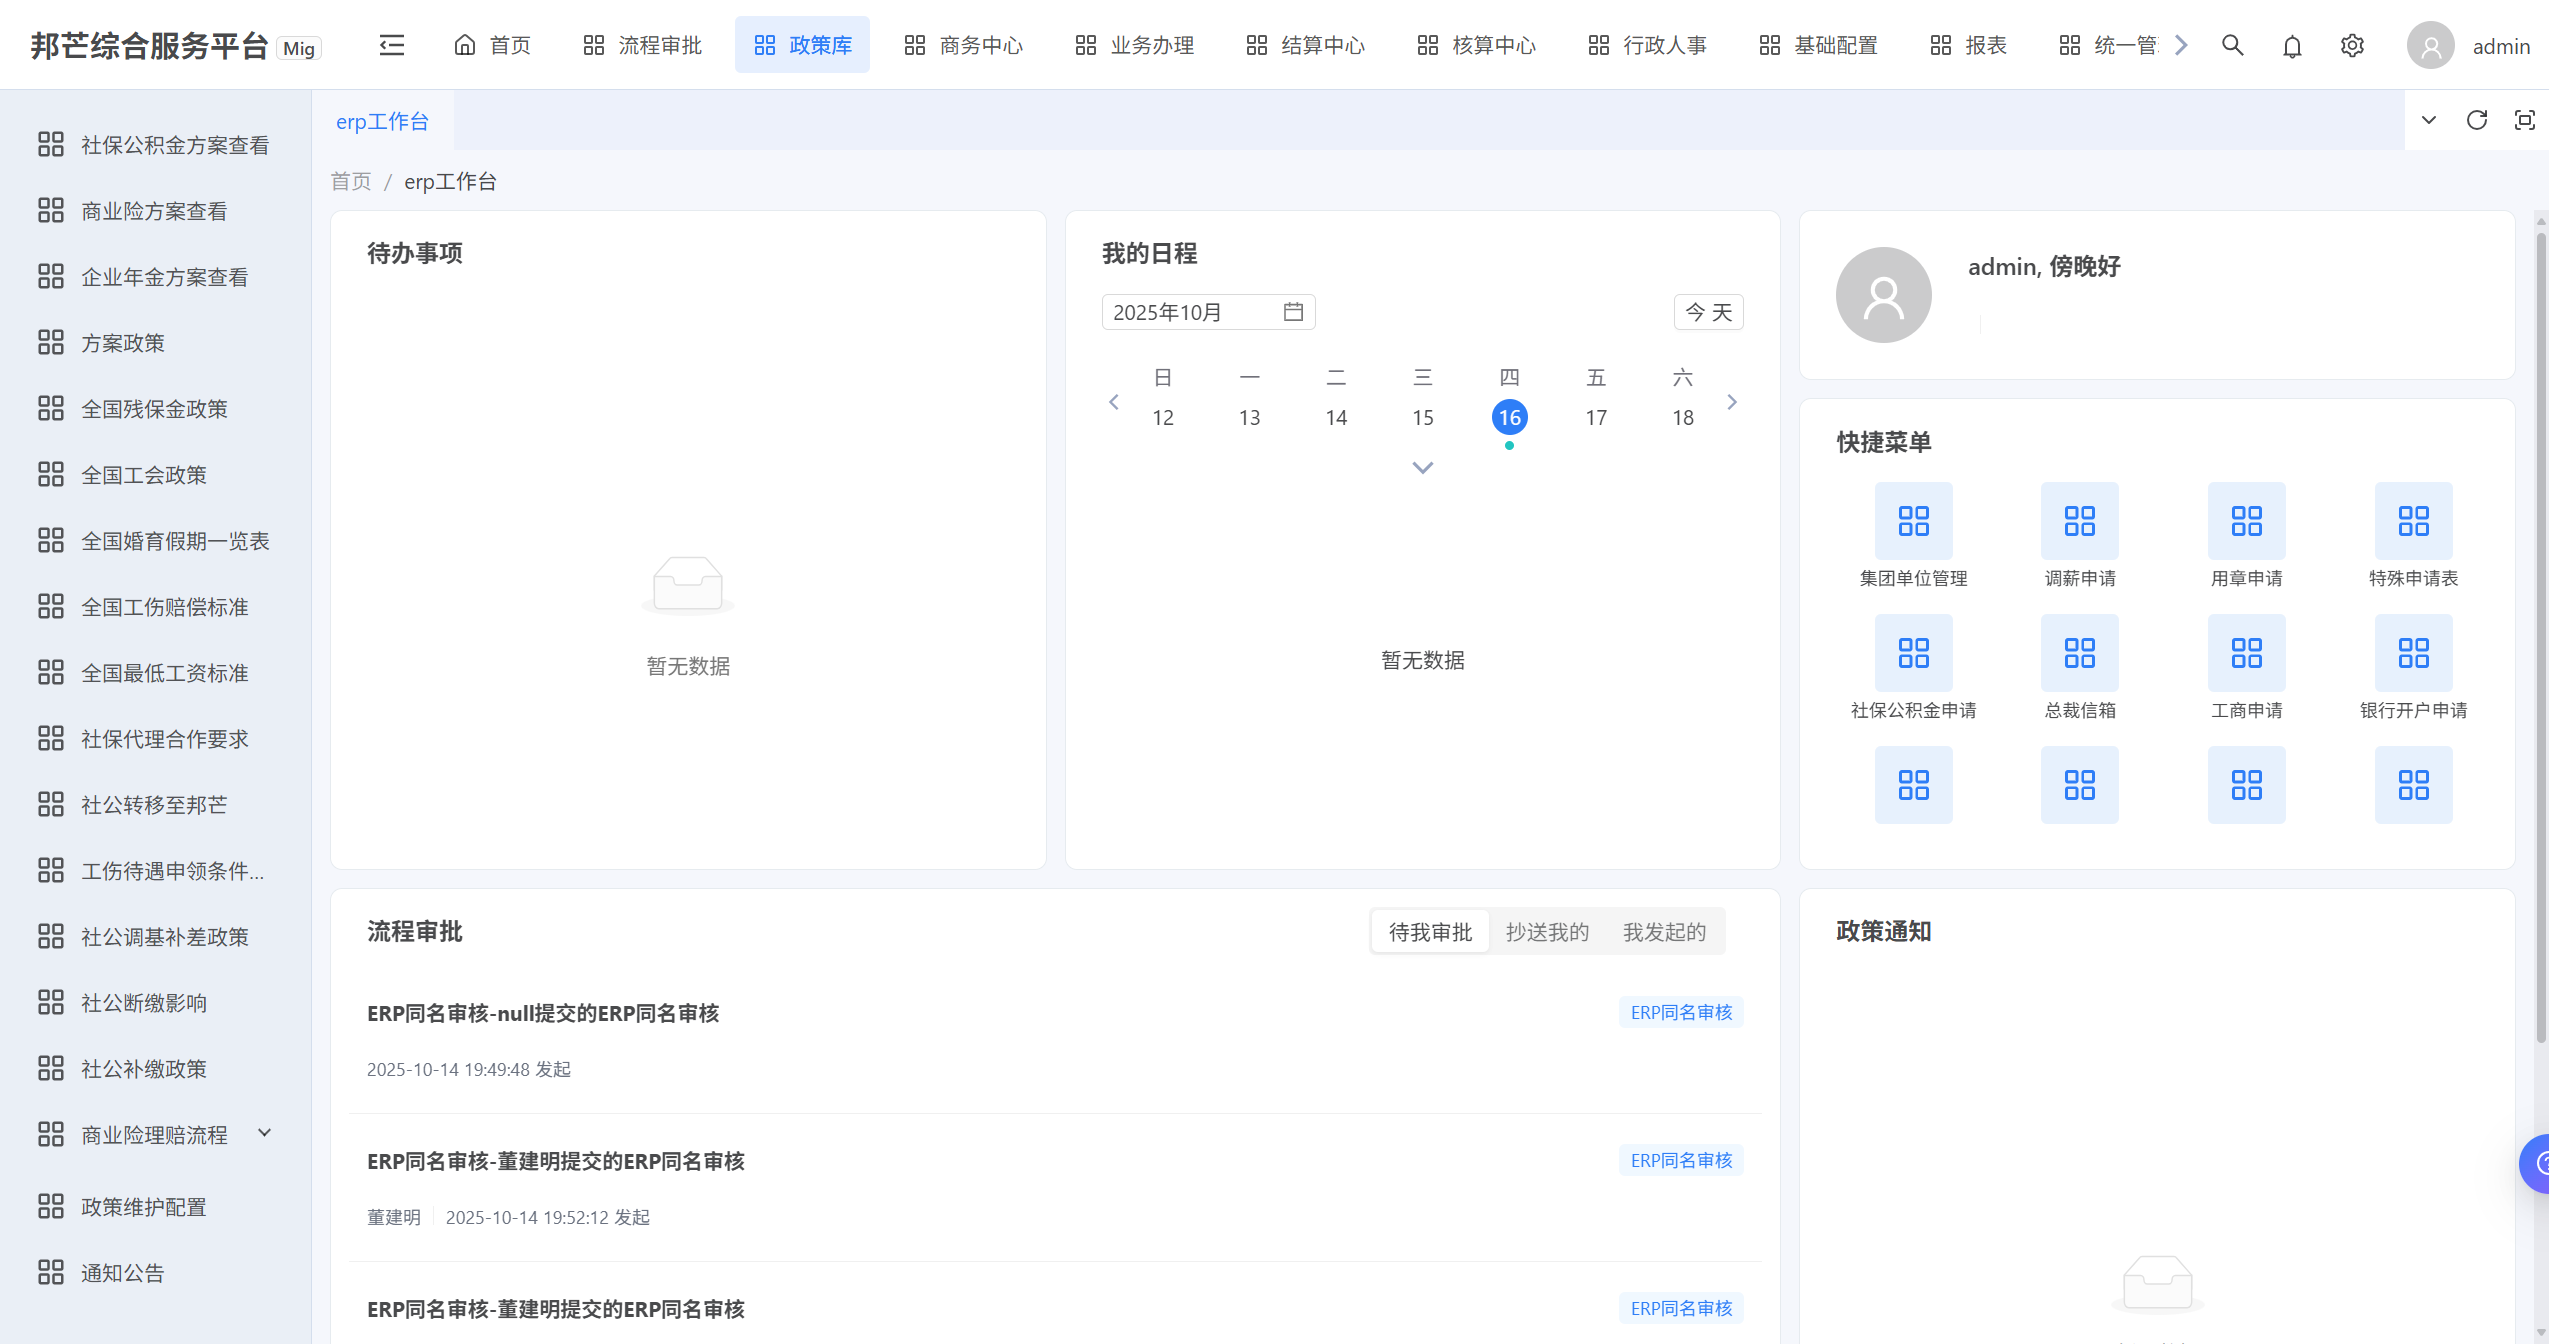 邦芒综合服务平台 Mig
首页 流程审批 政策库 商务中心 业务办理 结算中心 核算中心 行政人事 基础配置 报表 统一管 admin
社保公积金方案查看
商业险方案查看
企业年金方案查看
方案政策
全国残保金政策
全国工会政策
全国婚育假期一览表
全国工伤赔偿标准
全国最低工资标准
社保代理合作要求
社公转移至邦芒
工伤待遇申领条件...
社公调基补差政策
社公断缴影响
社公补缴政策
商业险理赔流程
政策维护配置
通知公告
erp工作台
首页 / erp工作台
待办事项
暂无数据
我的日程
2025年10月 今天
日 一 二 三 四 五 六
12 13 14 15 16 17 18
暂无数据
admin, 傍晚好
快捷菜单
集团单位管理 调薪申请 用章申请 特殊申请表
社保公积金申请 总裁信箱 工商申请 银行开户申请
流程审批
待我审批 抄送我的 我发起的
ERP同名审核-null提交的ERP同名审核 ERP同名审核
2025-10-14 19:49:48 发起
ERP同名审核-董建明提交的ERP同名审核 ERP同名审核
董建明 2025-10-14 19:52:12 发起
ERP同名审核-董建明提交的ERP同名审核 ERP同名审核
政策通知